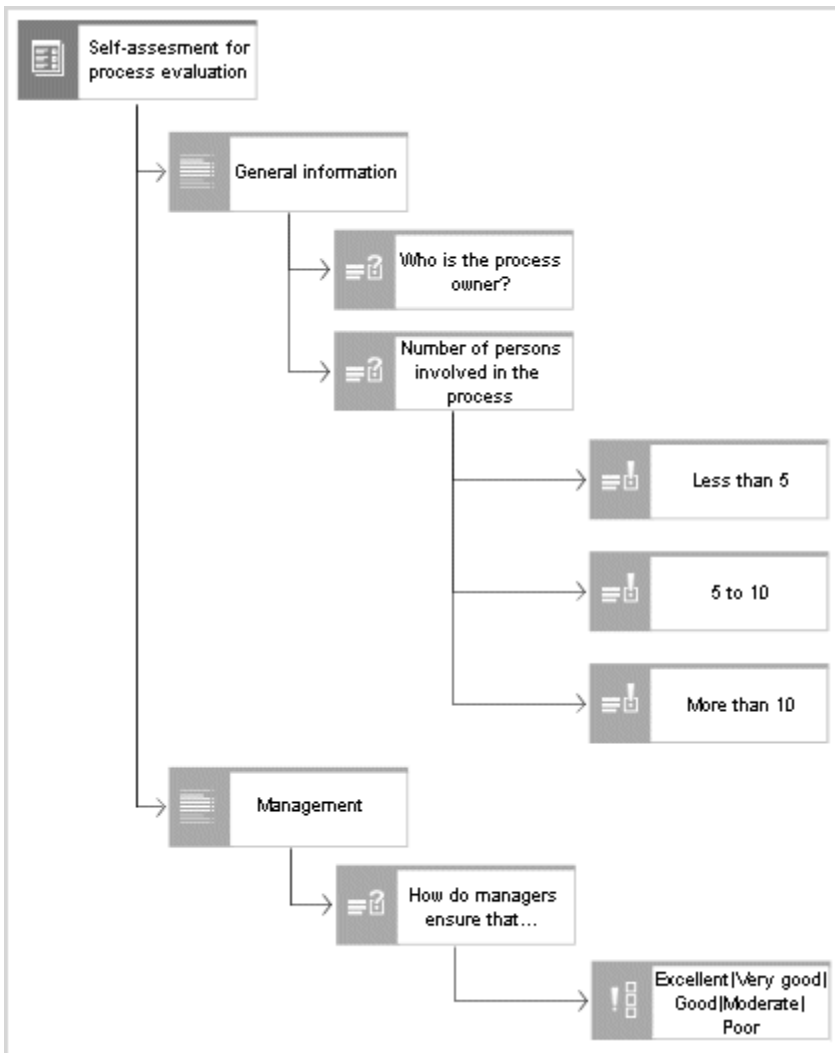 Self-assesment for
process evaluation
General information
Who is the process
owner?
Number of persons
involved in the
process
Less than 5
5 to 10
More than 10
Management
How do managers
ensure that...
Excellent|Very good|
Good|Moderate|
Poor